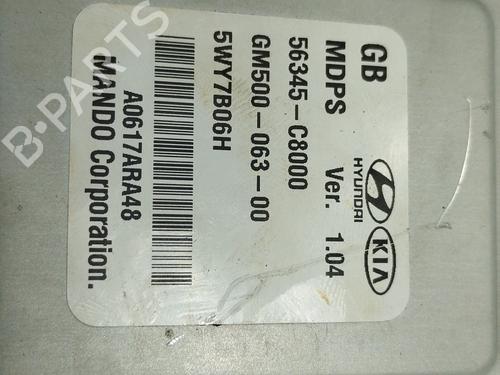 GB
MDPS Ver. 1.04
56345-C8000
GM500-063-00
5WY7B06H
A0617ARA48
MANDO Corporation.
HYUNDAI
KIA
B-PARTS